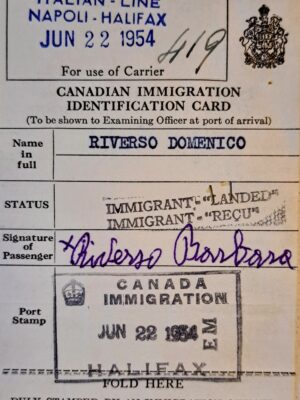 ITALIAN - LINE
NAPOLI - HALIFAX
JUN 22 1954
419
For use of Carrier
CANADIAN IMMIGRATION
IDENTIFICATION CARD
(To be shown to Examining Officer at port of arrival)
Name in full
RIVERSO DOMENICO
STATUS
IMMIGRANT - "LANDED"
IMMIGRANT - "REÇU"
Signature of Passenger
x Riverso Barbara
Port Stamp
CANADA
IMMIGRATION
JUN 22 1954
EM
HALIFAX
FOLD HERE